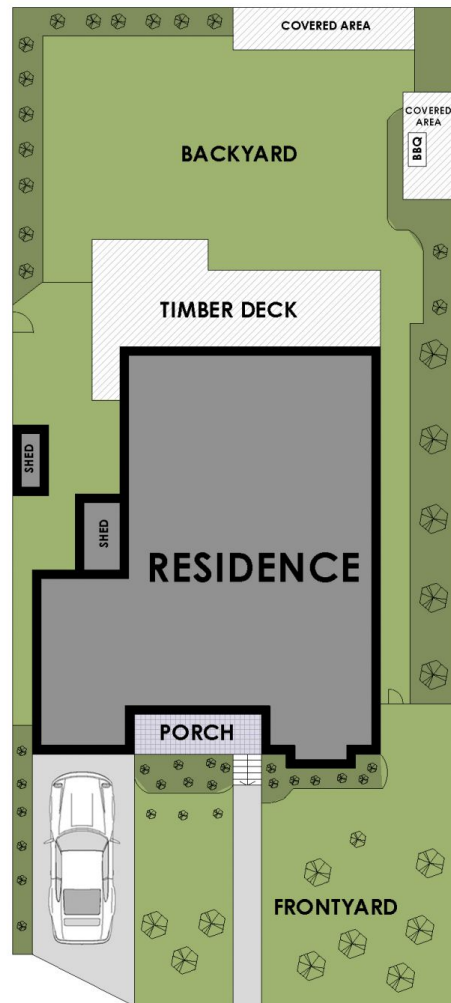 COVERED AREA
COVERED
AREA
BBQ
BACKYARD
TIMBER DECK
SHED
SHED
RESIDENCE
PORCH
FRONTYARD